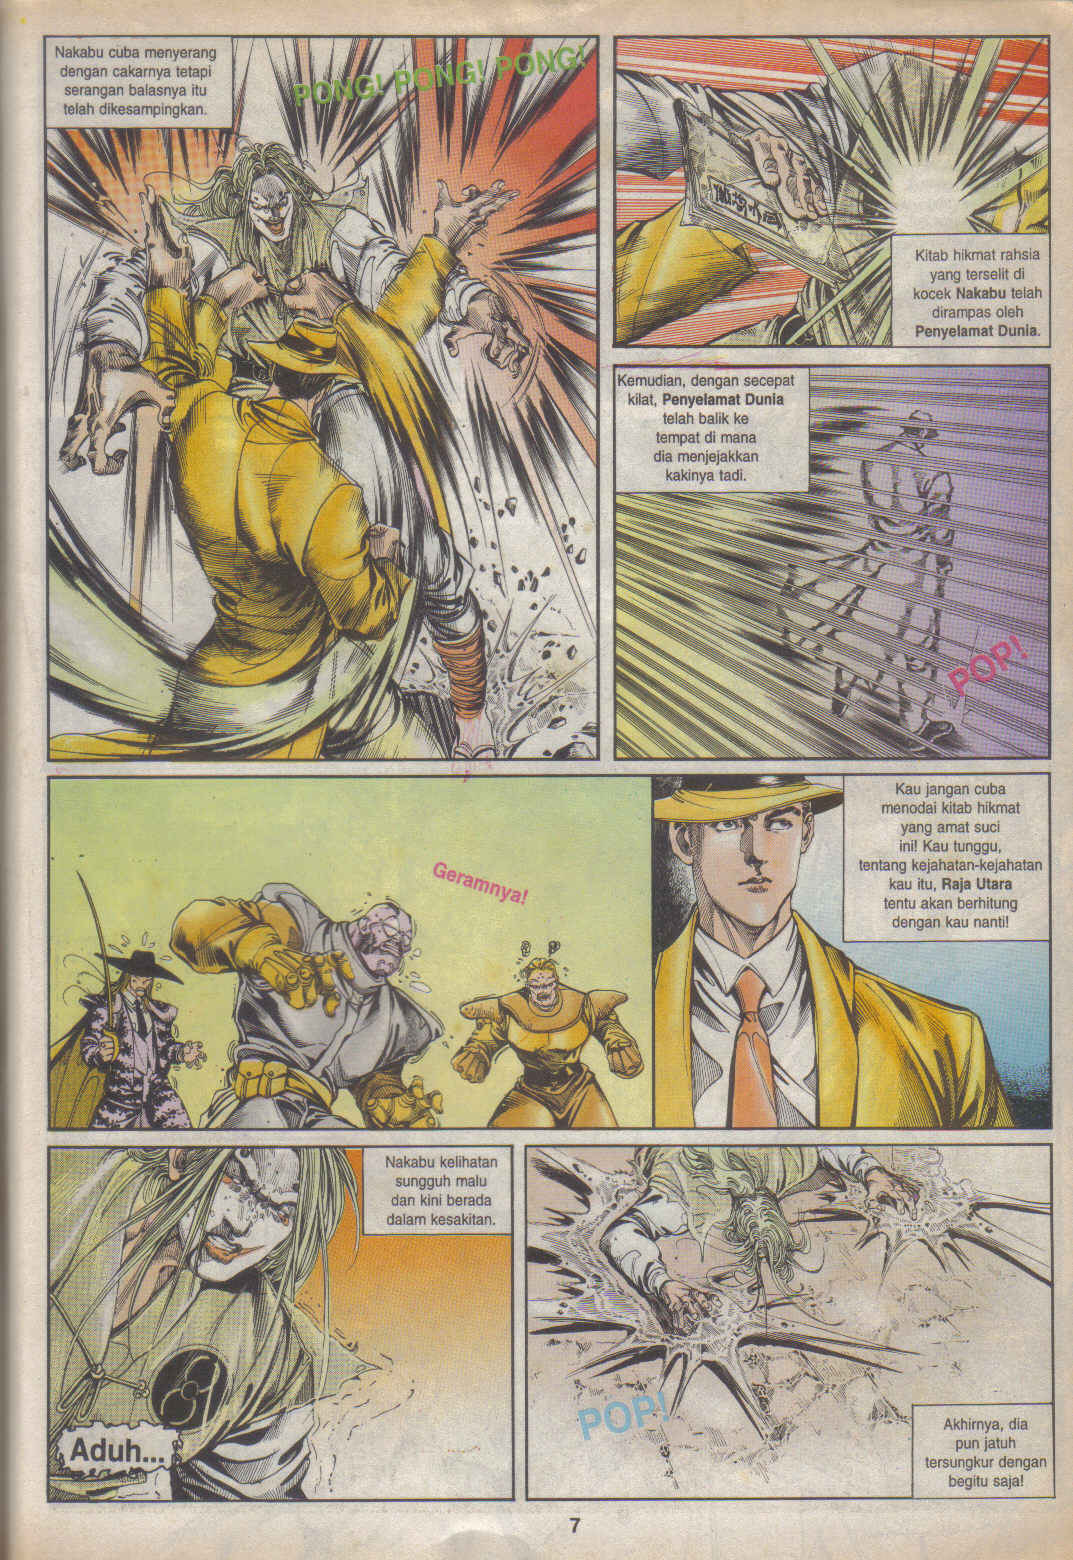 Nakabu cuba menyerang
dengan cakarnya tetapi
serangan balasnya itu
telah dikesampingkan.
PONG! PONG! PONG!
Kitab hikmat rahsia
yang terselit di
kocek Nakabu telah
dirampas oleh
Penyelamat Dunia.
Kemudian, dengan secepat
kilat, Penyelamat Dunia
telah balik ke
tempat di mana
dia menjejakkan
kakinya tadi.
POP!
Geramnya!
Kau jangan cuba
menodai kitab hikmat
yang amat suci
ini! Kau tunggu,
tentang kejahatan-kejahatan
kau itu, Raja Utara
tentu akan berhitung
dengan kau nanti!
Nakabu kelihatan
sungguh malu
dan kini berada
dalam kesakitan.
Aduh...
POP!
Akhirnya, dia
pun jatuh
tersungkur dengan
begitu saja!
7